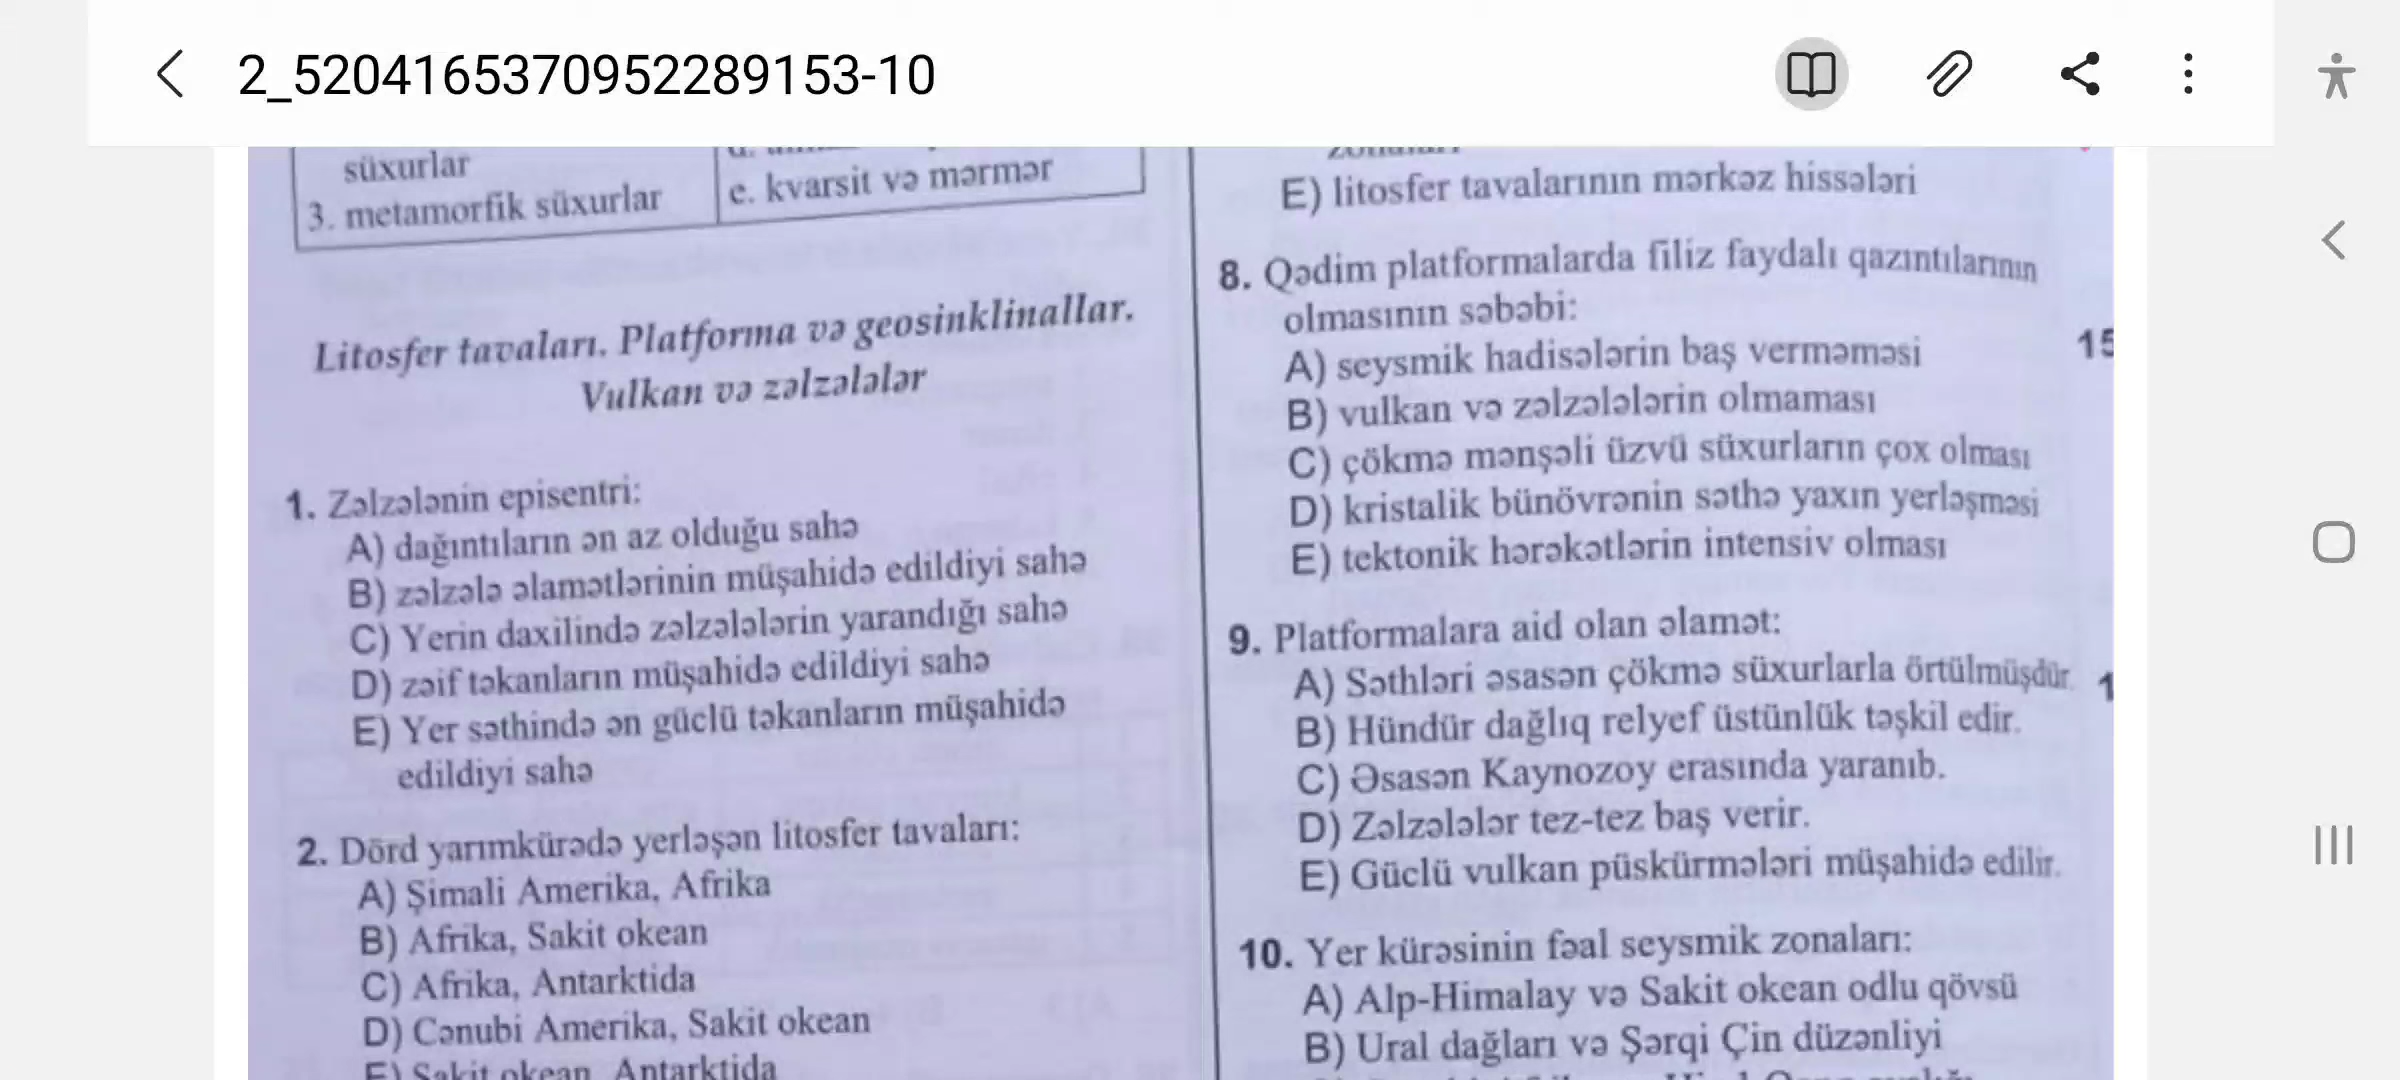 2_5204165370952289153-10
süxurlar
3. metamorfik süxurlar
e. kvarsit və mərmər
Litosfer tavaları. Platforma və geosinklinallar.
Vulkan və zəlzələlər
1. Zəlzələnin episentri:
A) dağıntıların ən az olduğu sahə
B) zəlzələ əlamətlərinin müşahidə edildiyi sahə
C) Yerin daxilində zəlzələlərin yarandığı sahə
D) zəif təkanların müşahidə edildiyi sahə
E) Yer səthində ən güclü təkanların müşahidə
edildiyi sahə
2. Dörd yarımkürədə yerləşən litosfer tavaları:
A) Şimali Amerika, Afrika
B) Afrika, Sakit okean
C) Afrika, Antarktida
D) Cənubi Amerika, Sakit okean
E) Sakit okean, Antarktida
E) litosfer tavalarının mərkəz hissələri
8. Qədim platformalarda filiz faydalı qazıntılarının
olmasının səbəbi:
A) seysmik hadisələrin baş verməməsi
B) vulkan və zəlzələlərin olmaması
C) çökmə mənşəli üzvü süxurların çox olması
D) kristalik bünövrənin səthə yaxın yerləşməsi
E) tektonik hərəkətlərin intensiv olması
9. Platformalara aid olan əlamət:
A) Səthləri əsasən çökmə süxurlarla örtülmüşdür
B) Hündür dağlıq relyef üstünlük təşkil edir.
C) Əsasən Kaynozoy erasında yaranıb.
D) Zəlzələlər tez-tez baş verir.
E) Güclü vulkan püskürmələri müşahidə edilir.
10. Yer kürəsinin fəal seysmik zonaları:
A) Alp-Himalay və Sakit okean odlu qövsü
B) Ural dağları və Şərqi Çin düzənliyi
15
1